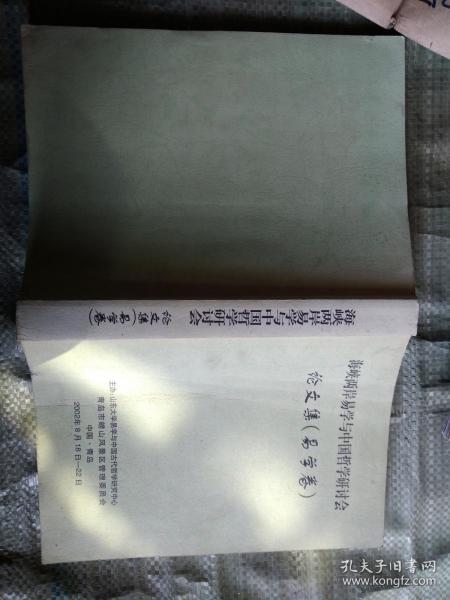 海峡两岸易学与中国哲学研讨会
论文集(易学卷)
主办:山东大学易学与中国古代哲学研究中心
青岛市崂山风景区管理委员会
中国·青岛
2002年8月18日—22日
海峡两岸易学与中国哲学研讨会
论文集(易学卷)
孔夫子旧书网
www.kongfz.com